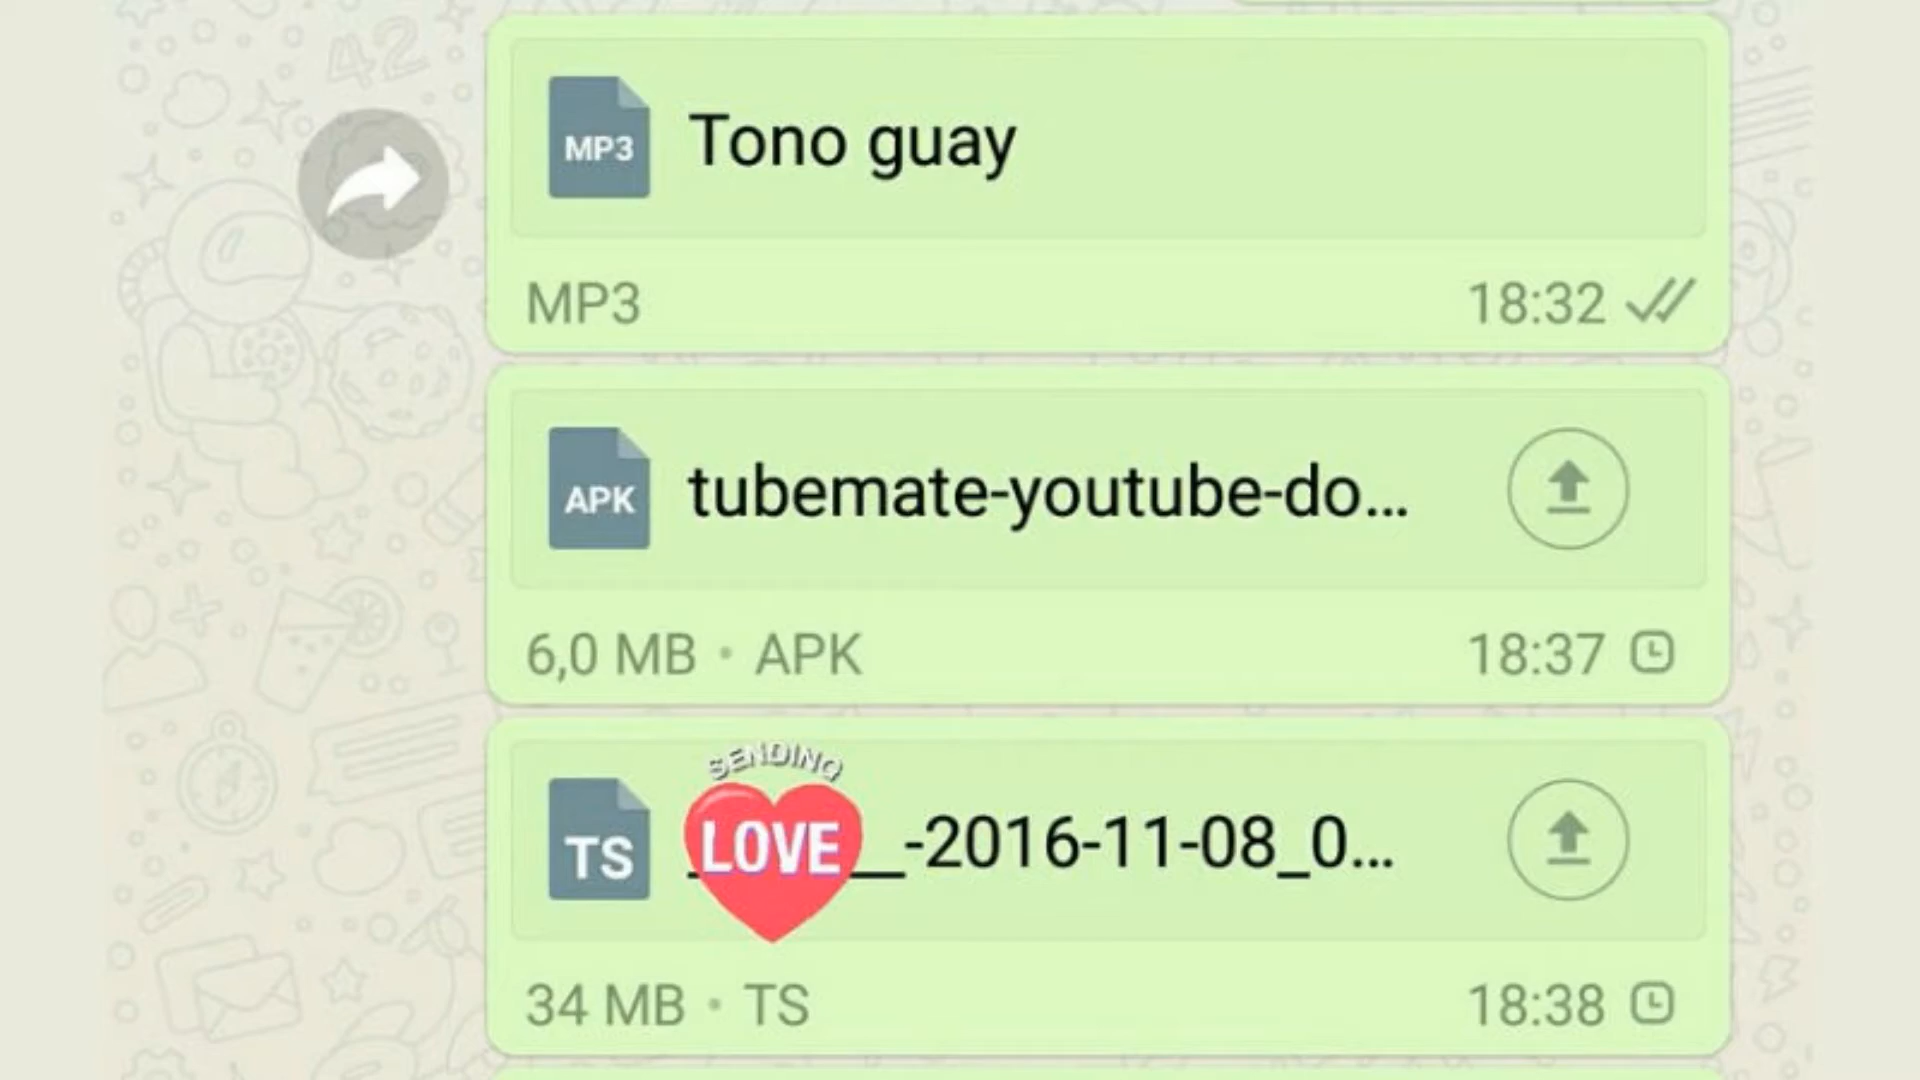 MP3 Tono guay
MP3 18:32
APK tubemate-youtube-do...
6,0 MB • APK 18:37
SENDING
TS LOVE __-2016-11-08_0...
34 MB • TS 18:38